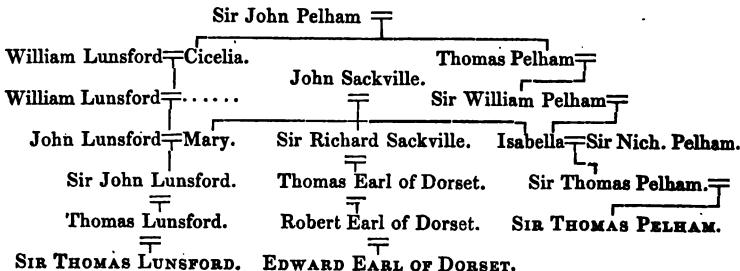 Sir John Pelham
William Lunsford Cicelia. Thomas Pelham
John Sackville.
William Lunsford ...... Sir William Pelham
John Lunsford Mary. Sir Richard Sackville. Isabella Sir Nich. Pelham.
Sir John Lunsford. Thomas Earl of Dorset. Sir Thomas Pelham.
Thomas Lunsford. Robert Earl of Dorset. SIR THOMAS PELHAM.
SIR THOMAS LUNSFORD. EDWARD EARL OF DORSET.